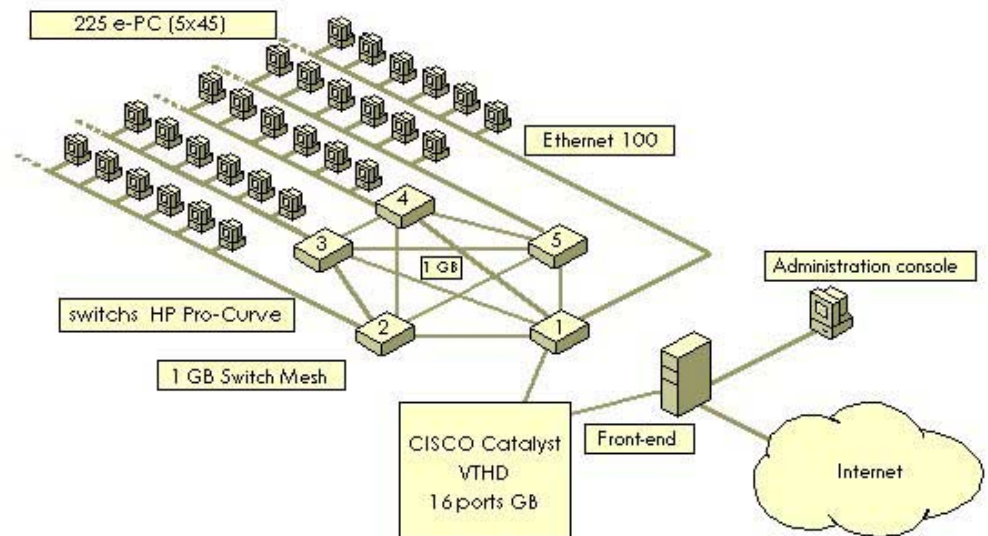 225 e-PC (5x45)
Ethernet 100
4
3
5
1 GB
Administration console
switchs HP Pro-Curve
2
1
1 GB Switch Mesh
Front-end
CISCO Catalyst
VTHD
16 ports GB
Internet